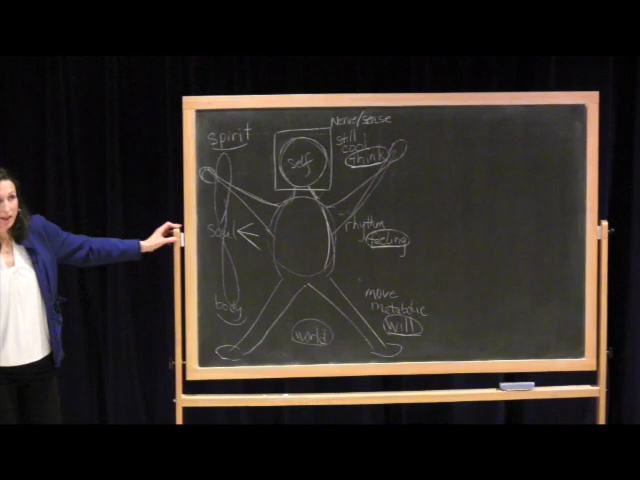 spirit
Nerve/sense
still
cool
think
self
soul
rhythm
feeling
body
move
metabolic
will
world